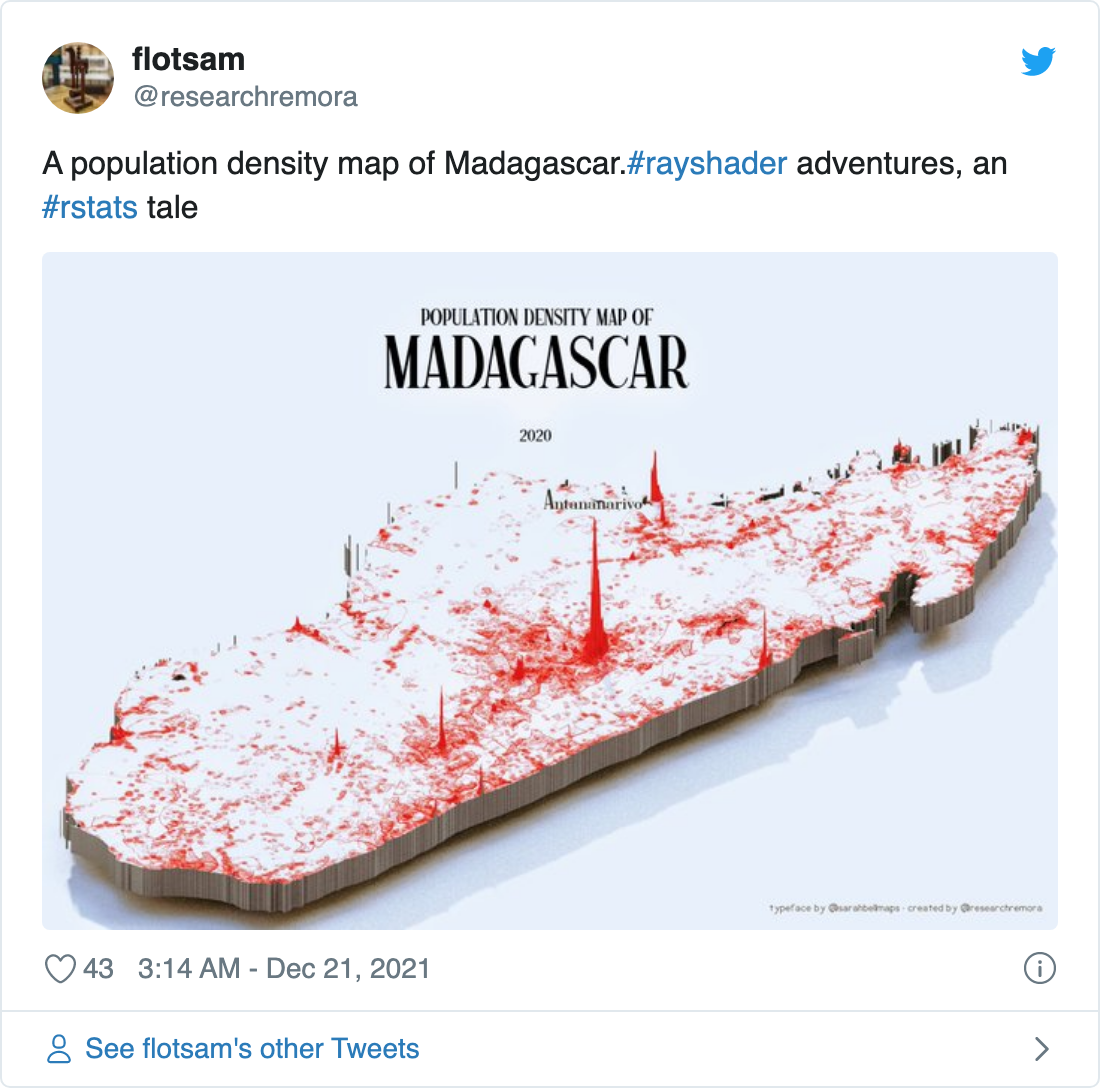 flotsam
@researchremora
A population density map of Madagascar.#rayshader adventures, an
#rstats tale
POPULATION DENSITY MAP OF
MADAGASCAR
2020
Antananarivo
typeface by @sarahbellmaps - created by @researchremora
43 3:14 AM - Dec 21, 2021
See flotsam's other Tweets